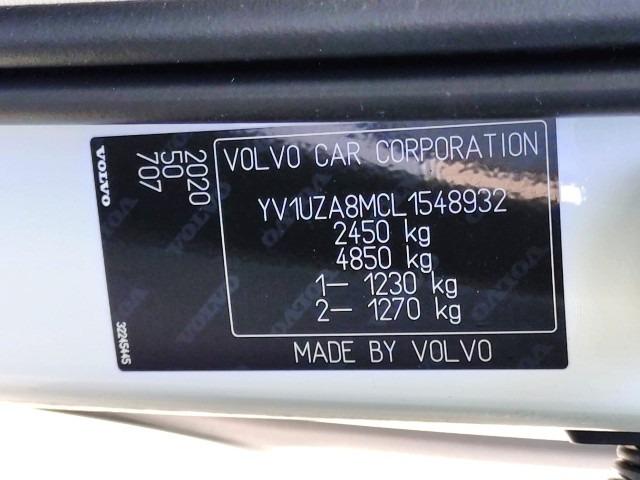 VOLVO
2020
50
707
32245445
VOLVO CAR CORPORATION
YV1UZA8MCL1548932
2450 kg
4850 kg
1— 1230 kg
2— 1270 kg
MADE BY VOLVO